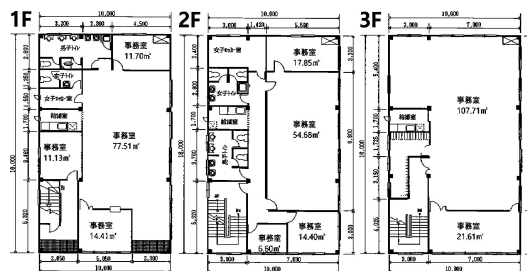 1F
10,000
3,200
2,300
4,500
男子トイレ
事務室
11.70㎡
女子トイレ
女子ロッカー室
給湯室
事務室
77.51㎡
事務室
11.13㎡
18,000
事務室
14.41㎡
2,650
5,050
2,300
10,000
2F
10,000
3,000
1,420
5,580
女子ロッカー室
事務室
17.85㎡
女子トイレ
給湯室
事務室
54.68㎡
男子トイレ
18,000
事務室
6.60㎡
事務室
14.40㎡
3,000
7,000
10,000
3F
10,000
3,000
7,000
5,400
事務室
107.71㎡
給湯室
18,000
事務室
21.61㎡
3,000
7,000
10,000